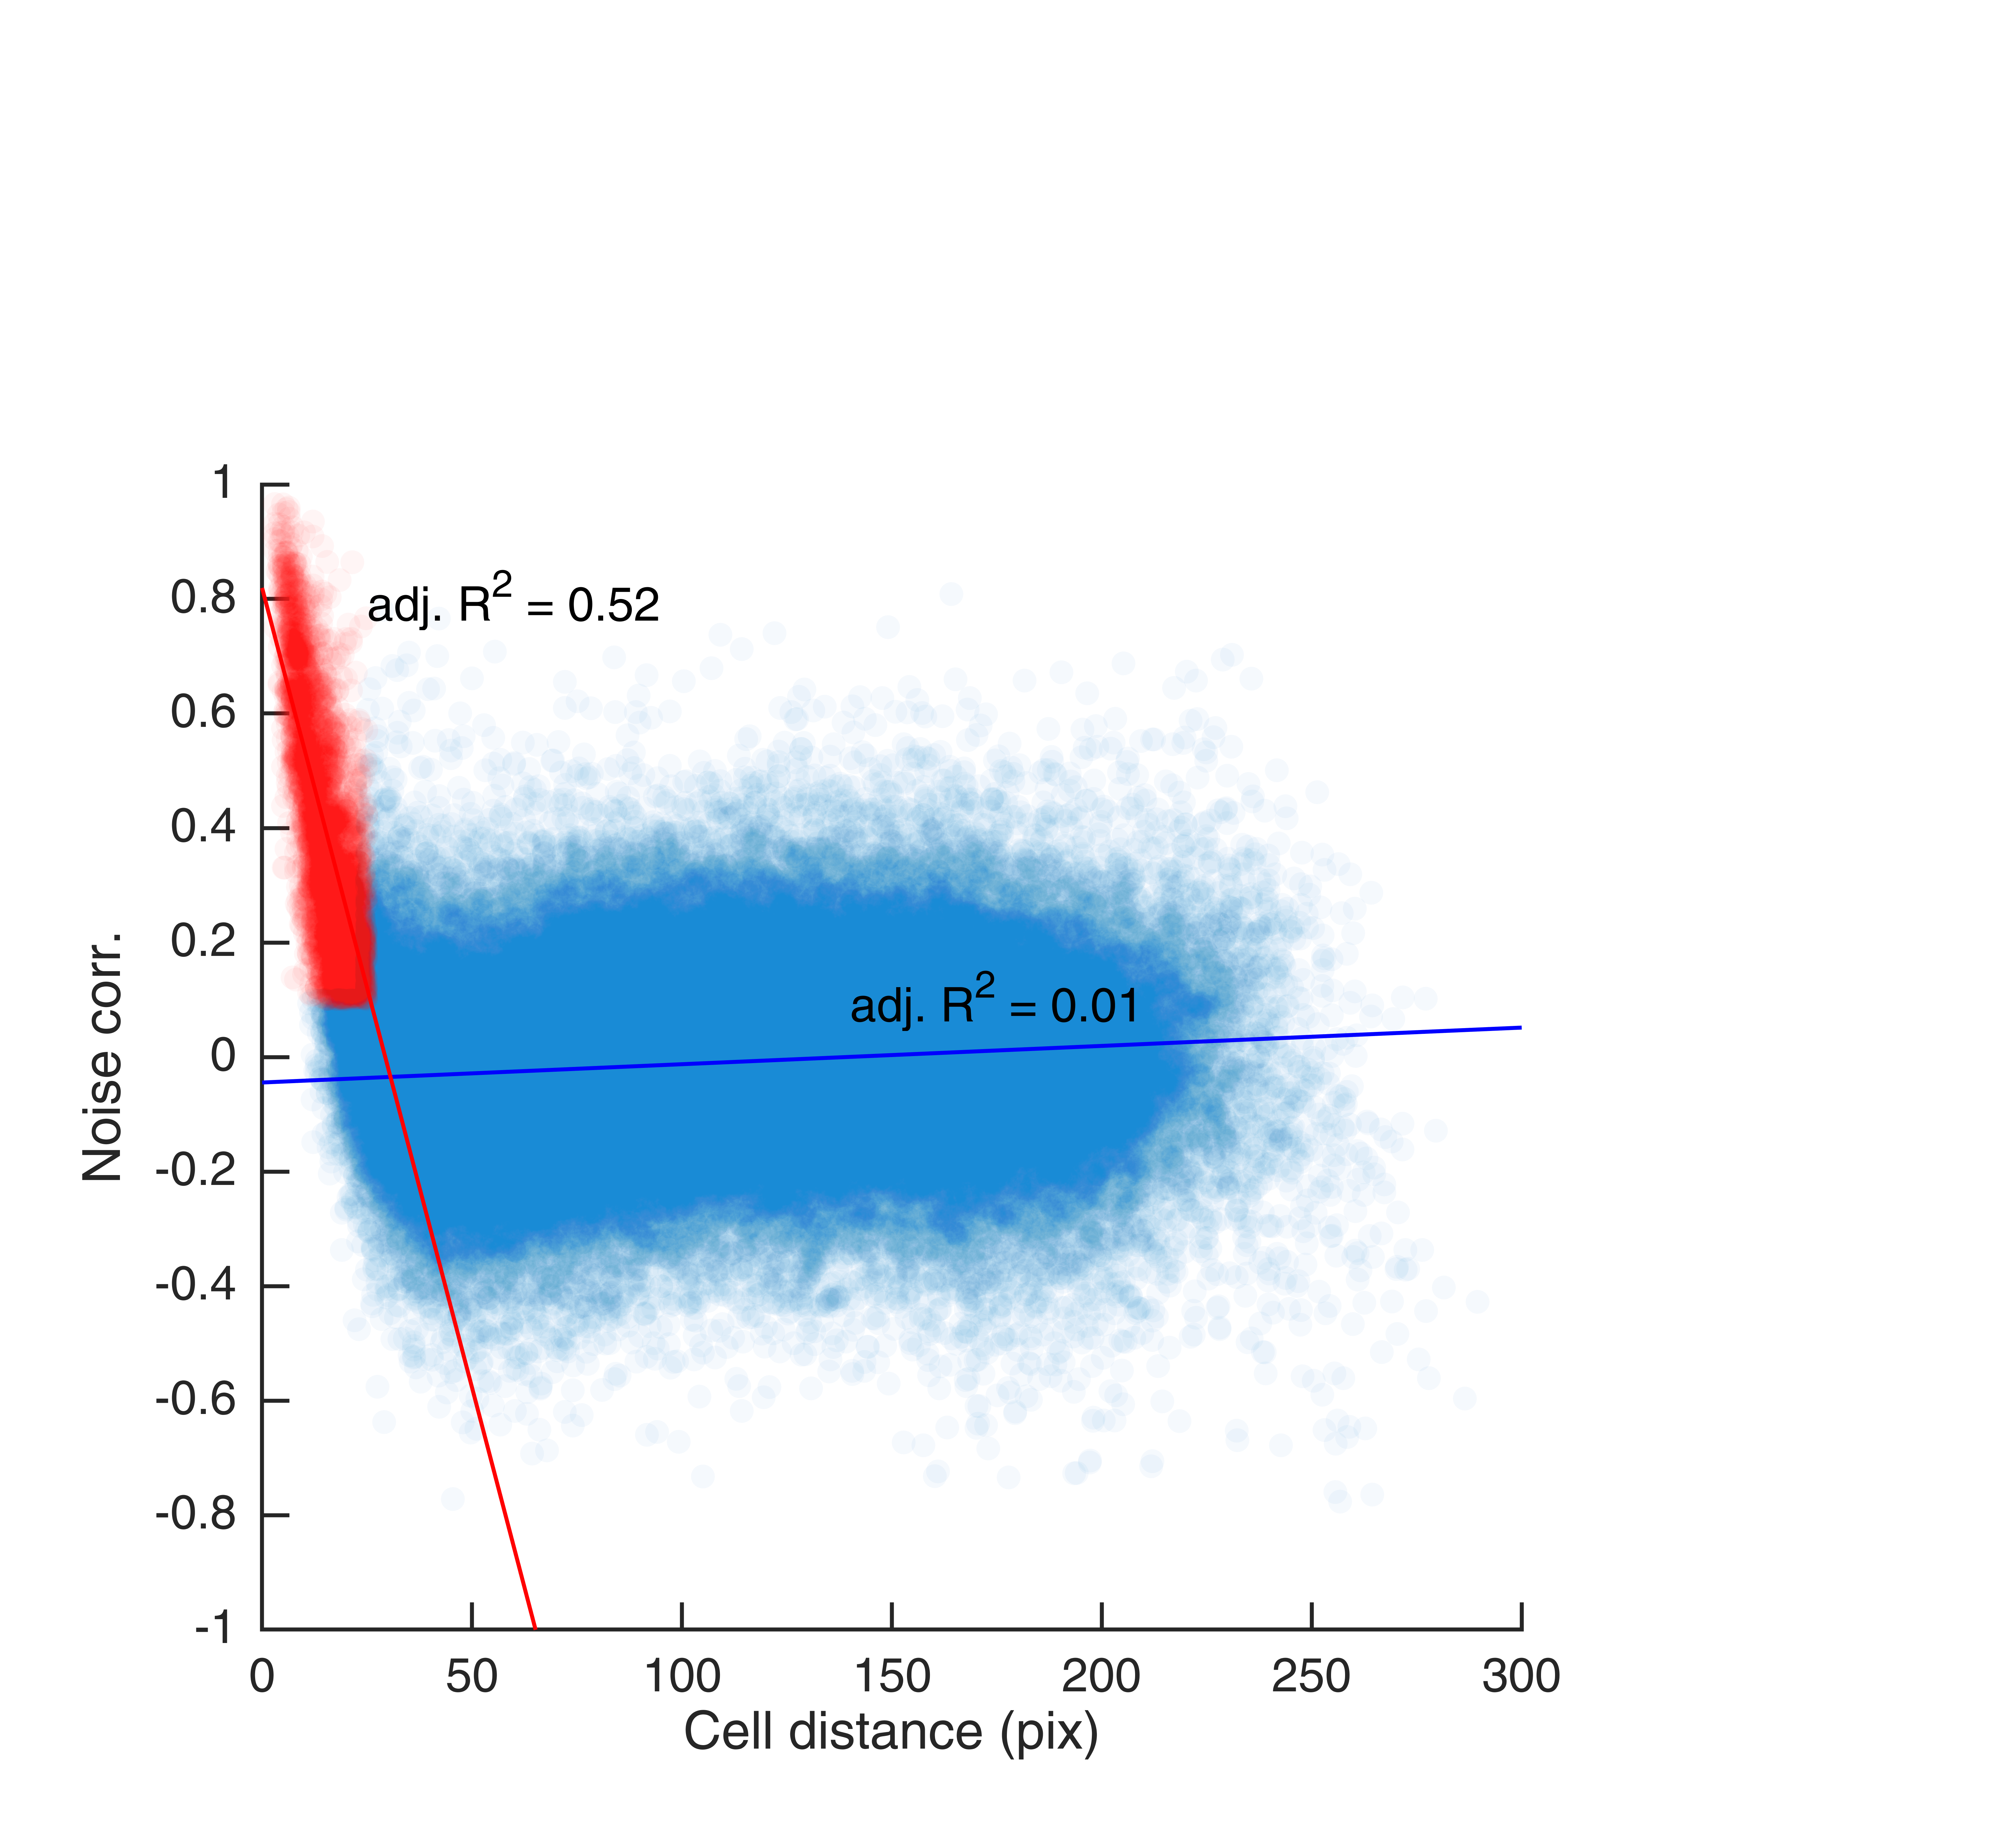 1
0.8
0.6
0.4
0.2
0
-0.2
-0.4
-0.6
-0.8
-1
Noise corr.
adj. R² = 0.52
adj. R² = 0.01
0 50 100 150 200 250 300
Cell distance (pix)